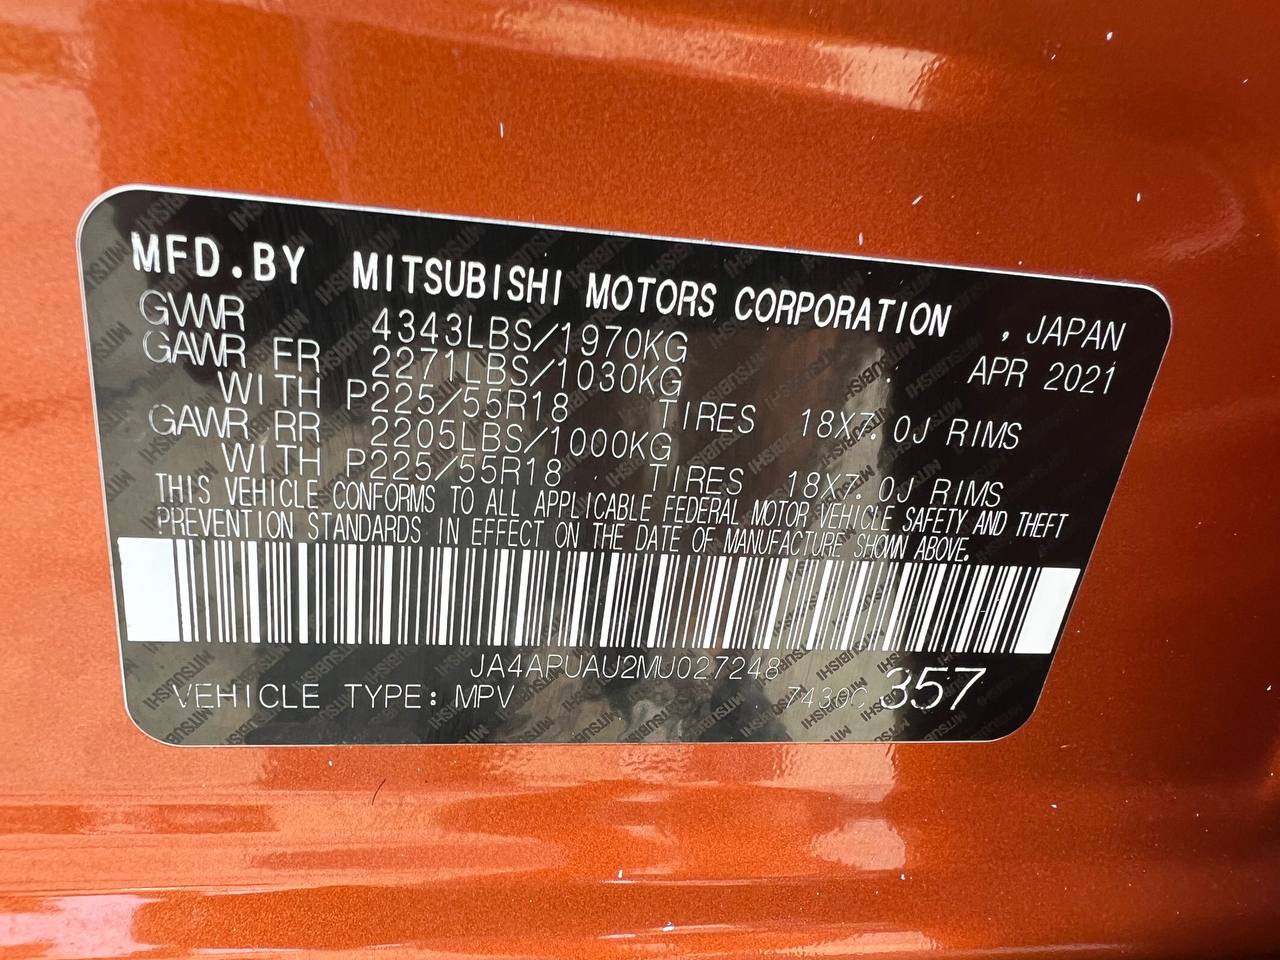 MFD.BY MITSUBISHI MOTORS CORPORATION , JAPAN
GVWR 4343LBS/1970KG APR 2021
GAWR FR 2271LBS/1030KG
WITH P225/55R18 TIRES 18X7.0J RIMS
GAWR RR 2205LBS/1000KG
WITH P225/55R18 TIRES 18X7.0J RIMS
THIS VEHICLE CONFORMS TO ALL APPLICABLE FEDERAL MOTOR VEHICLE SAFETY AND THEFT
PREVENTION STANDARDS IN EFFECT ON THE DATE OF MANUFACTURE SHOWN ABOVE.
JA4APUAU2MU027248
VEHICLE TYPE: MPV 7430C 357